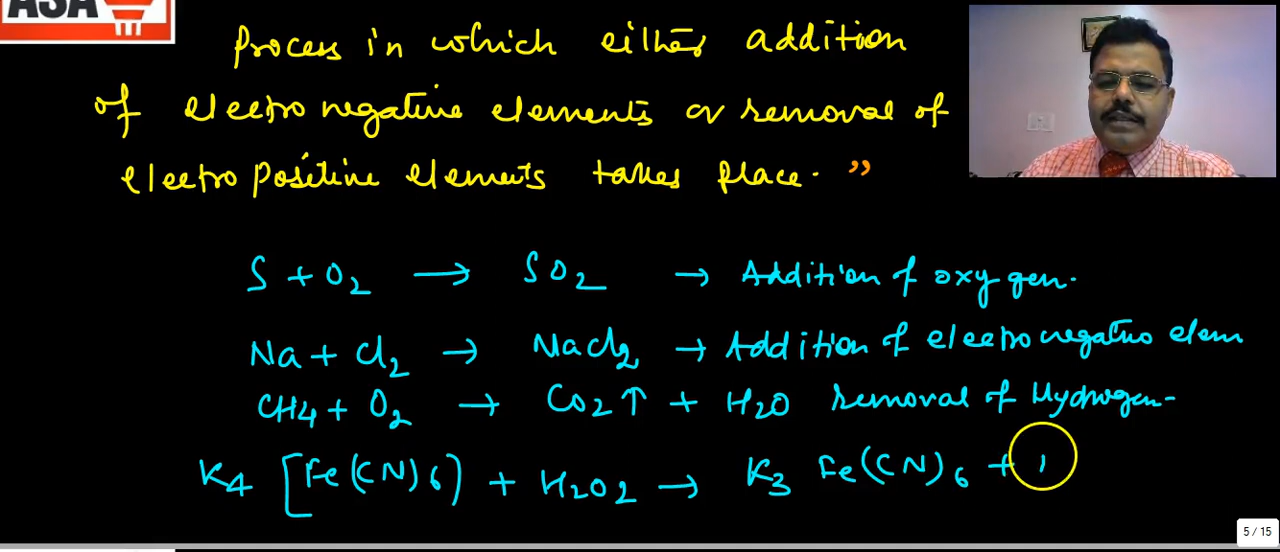 ASA
Process in which either addition
of electronegative elements or removal of
electropositive elements takes place. ”
S + O2 → SO2 → Addition of oxygen.
Na + Cl2 → NaCl2 → Addition of electronegative elem
CH4 + O2 → CO2↑ + H2O Removal of Hydrogen-
K4 [Fe(CN)6] + H2O2 → K3 Fe(CN)6 +
5 / 15